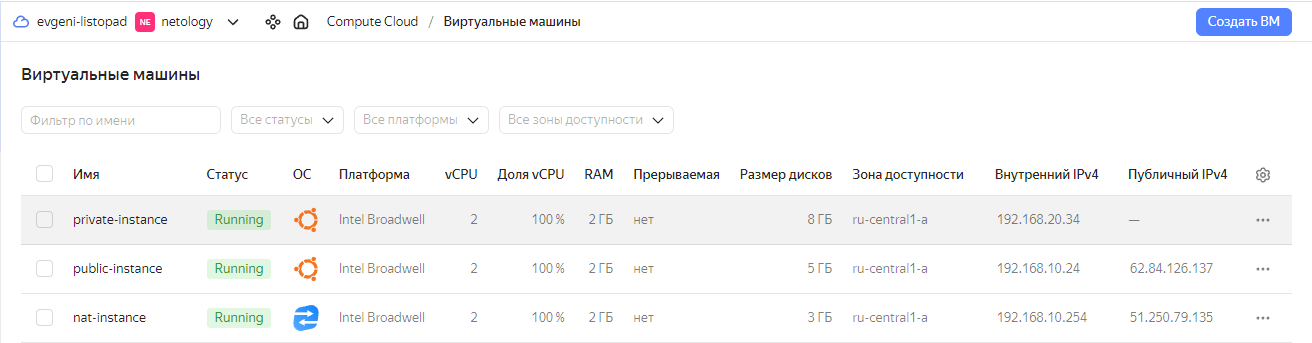 evgeni-listopad NE netology Compute Cloud / Виртуальные машины Создать ВМ
Виртуальные машины
Фильтр по имени Все статусы Все платформы Все зоны доступности
Имя Статус ОС Платформа vCPU Доля vCPU RAM Прерываемая Размер дисков Зона доступности Внутренний IPv4 Публичный IPv4
private-instance Running Intel Broadwell 2 100 % 2 ГБ нет 8 ГБ ru-central1-a 192.168.20.34 —
public-instance Running Intel Broadwell 2 100 % 2 ГБ нет 5 ГБ ru-central1-a 192.168.10.24 62.84.126.137
nat-instance Running Intel Broadwell 2 100 % 2 ГБ нет 3 ГБ ru-central1-a 192.168.10.254 51.250.79.135